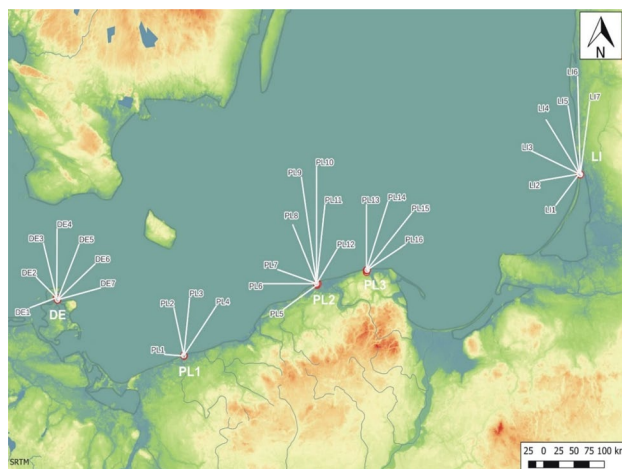 N
LI6
LI5
LI7
LI4
LI3
LI
LI2
LI1
PL10
PL9
PL11
PL13
PL14
PL15
PL8
PL12
PL16
PL7
PL6
PL3
PL2
PL5
DE4
DE3
DE5
DE6
DE2
DE7
DE1
DE
PL3
PL2
PL4
PL1
PL1
SRTM
25 0 25 50 75 100 km